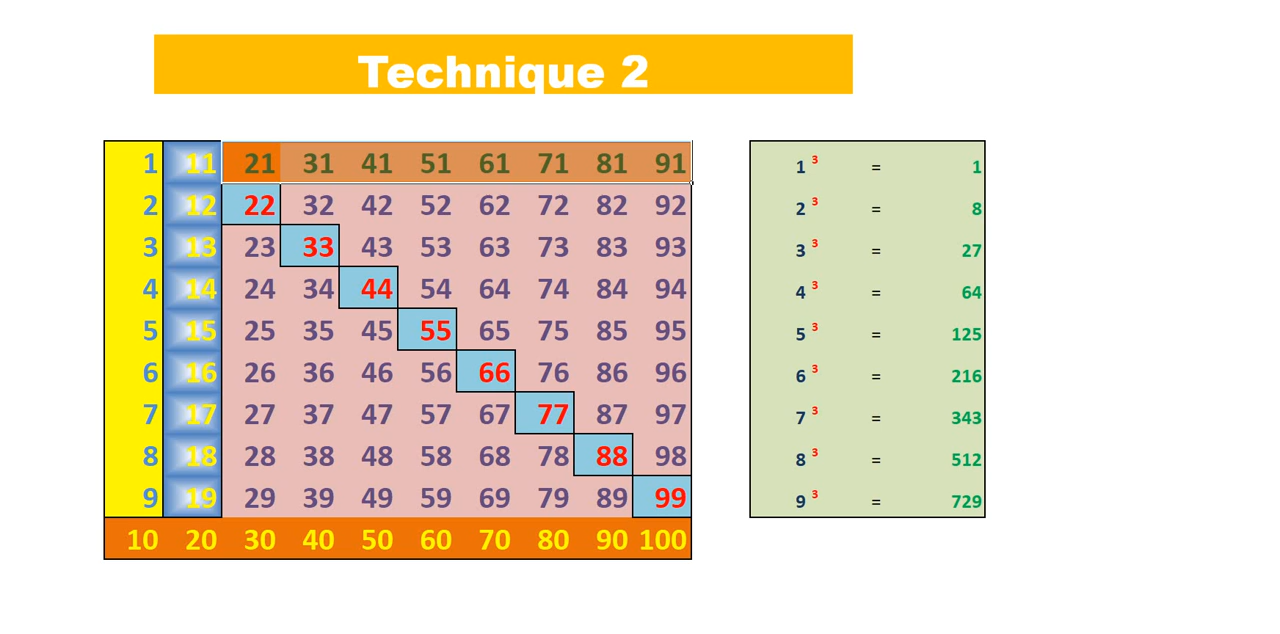 Technique 2
1 11 21 31 41 51 61 71 81 91
2 12 22 32 42 52 62 72 82 92
3 13 23 33 43 53 63 73 83 93
4 14 24 34 44 54 64 74 84 94
5 15 25 35 45 55 65 75 85 95
6 16 26 36 46 56 66 76 86 96
7 17 27 37 47 57 67 77 87 97
8 18 28 38 48 58 68 78 88 98
9 19 29 39 49 59 69 79 89 99
10 20 30 40 50 60 70 80 90 100
1 ³ = 1
2 ³ = 8
3 ³ = 27
4 ³ = 64
5 ³ = 125
6 ³ = 216
7 ³ = 343
8 ³ = 512
9 ³ = 729